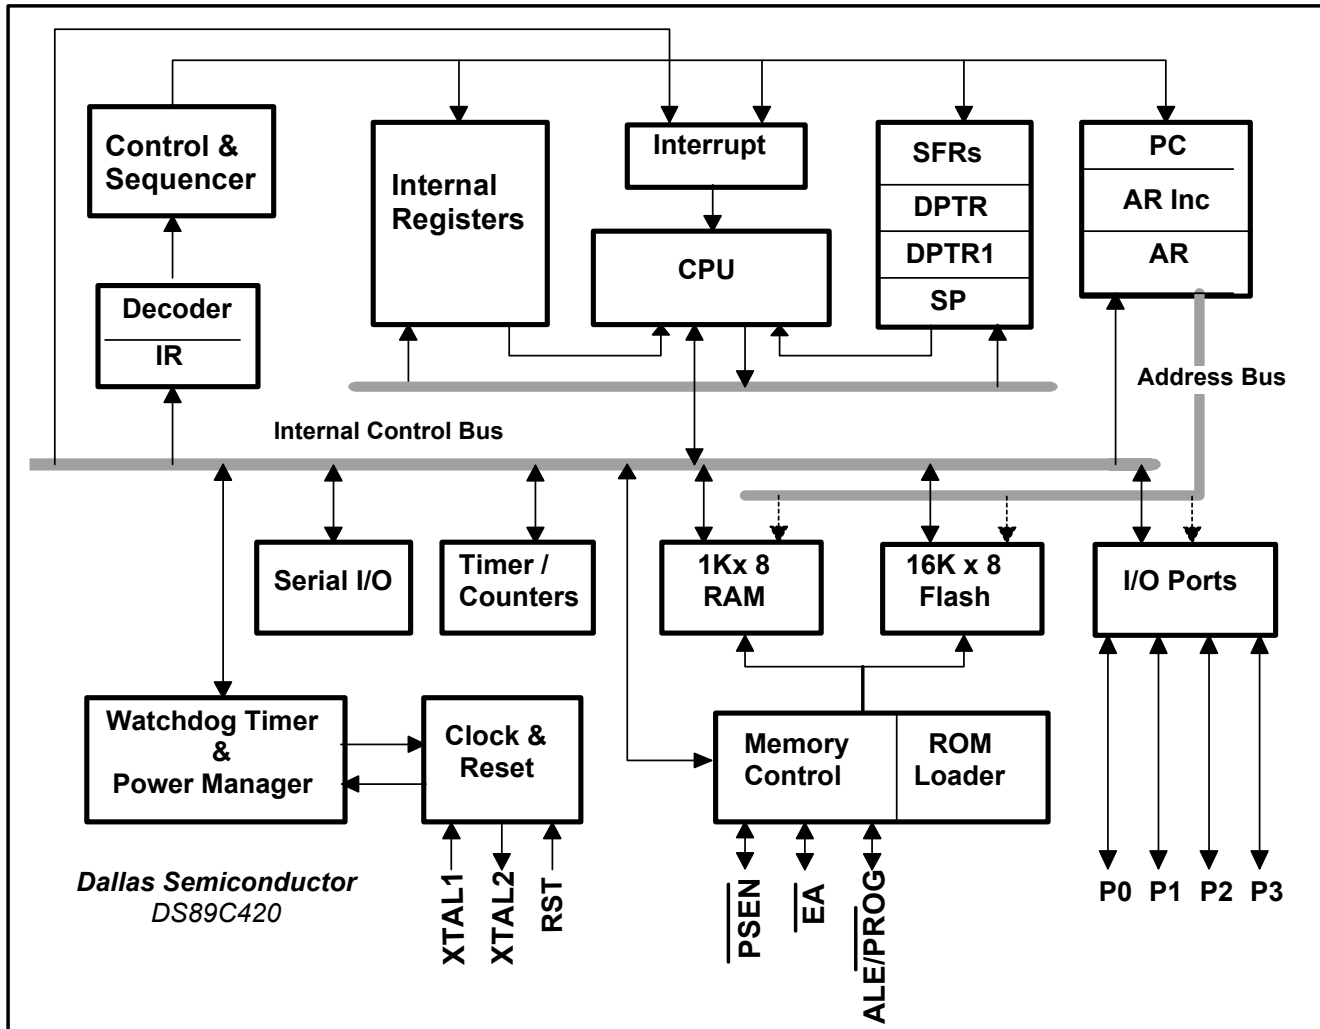 Control &
Sequencer
Internal
Registers
Interrupt
CPU
SFRs
DPTR
DPTR1
SP
PC
AR Inc
AR
Decoder
IR
Address Bus
Internal Control Bus
Serial I/O
Timer /
Counters
1Kx 8
RAM
16K x 8
Flash
I/O Ports
Watchdog Timer
&
Power Manager
Clock &
Reset
Memory
Control
ROM
Loader
XTAL1
XTAL2
RST
PSEN
EA
ALE/PROG
P0
P1
P2
P3
Dallas Semiconductor
DS89C420